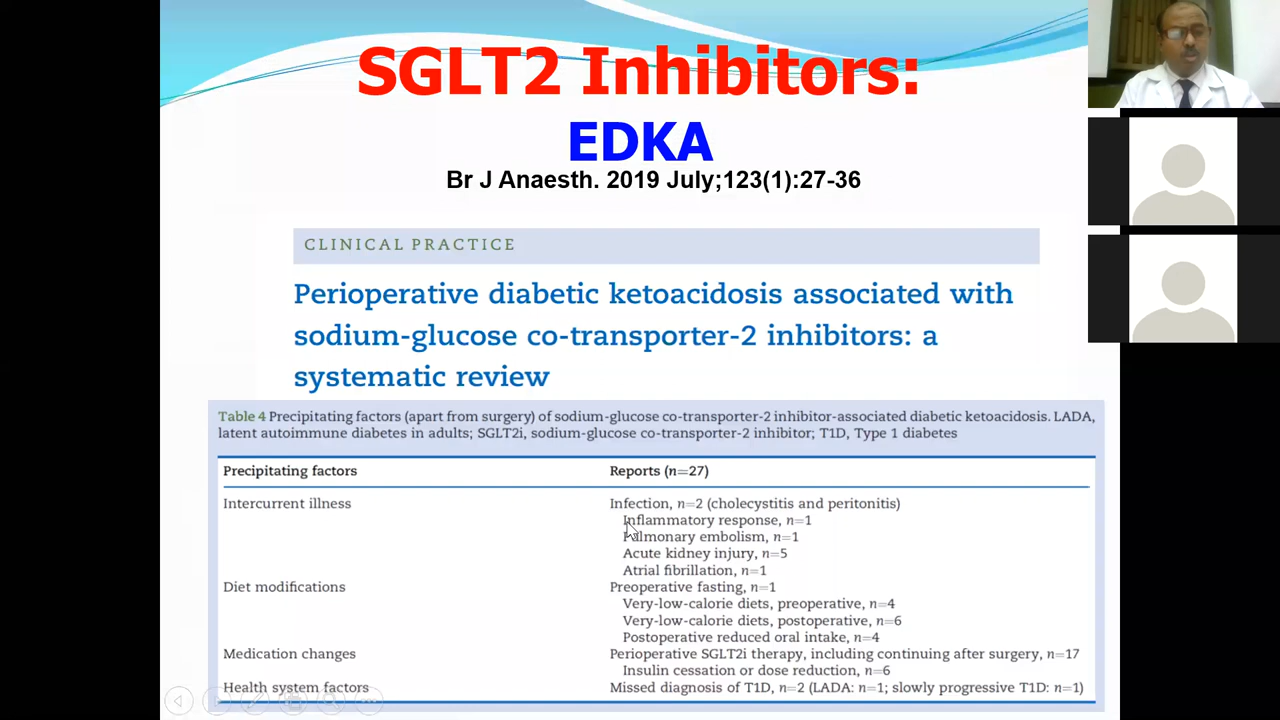 SGLT2 Inhibitors:
EDKA
Br J Anaesth. 2019 July;123(1):27-36
CLINICAL PRACTICE
Perioperative diabetic ketoacidosis associated with
sodium-glucose co-transporter-2 inhibitors: a
systematic review
Table 4 Precipitating factors (apart from surgery) of sodium-glucose co-transporter-2 inhibitor-associated diabetic ketoacidosis. LADA,
latent autoimmune diabetes in adults; SGLT2i, sodium-glucose co-transporter-2 inhibitor; T1D, Type 1 diabetes
Precipitating factors Reports (n=27)
Intercurrent illness Infection, n=2 (cholecystitis and peritonitis)
Inflammatory response, n=1
Pulmonary embolism, n=1
Acute kidney injury, n=5
Atrial fibrillation, n=1
Diet modifications Preoperative fasting, n=1
Very-low-calorie diets, preoperative, n=4
Very-low-calorie diets, postoperative, n=6
Postoperative reduced oral intake, n=4
Medication changes Perioperative SGLT2i therapy, including continuing after surgery, n=17
Insulin cessation or dose reduction, n=6
Health system factors Missed diagnosis of T1D, n=2 (LADA: n=1; slowly progressive T1D: n=1)